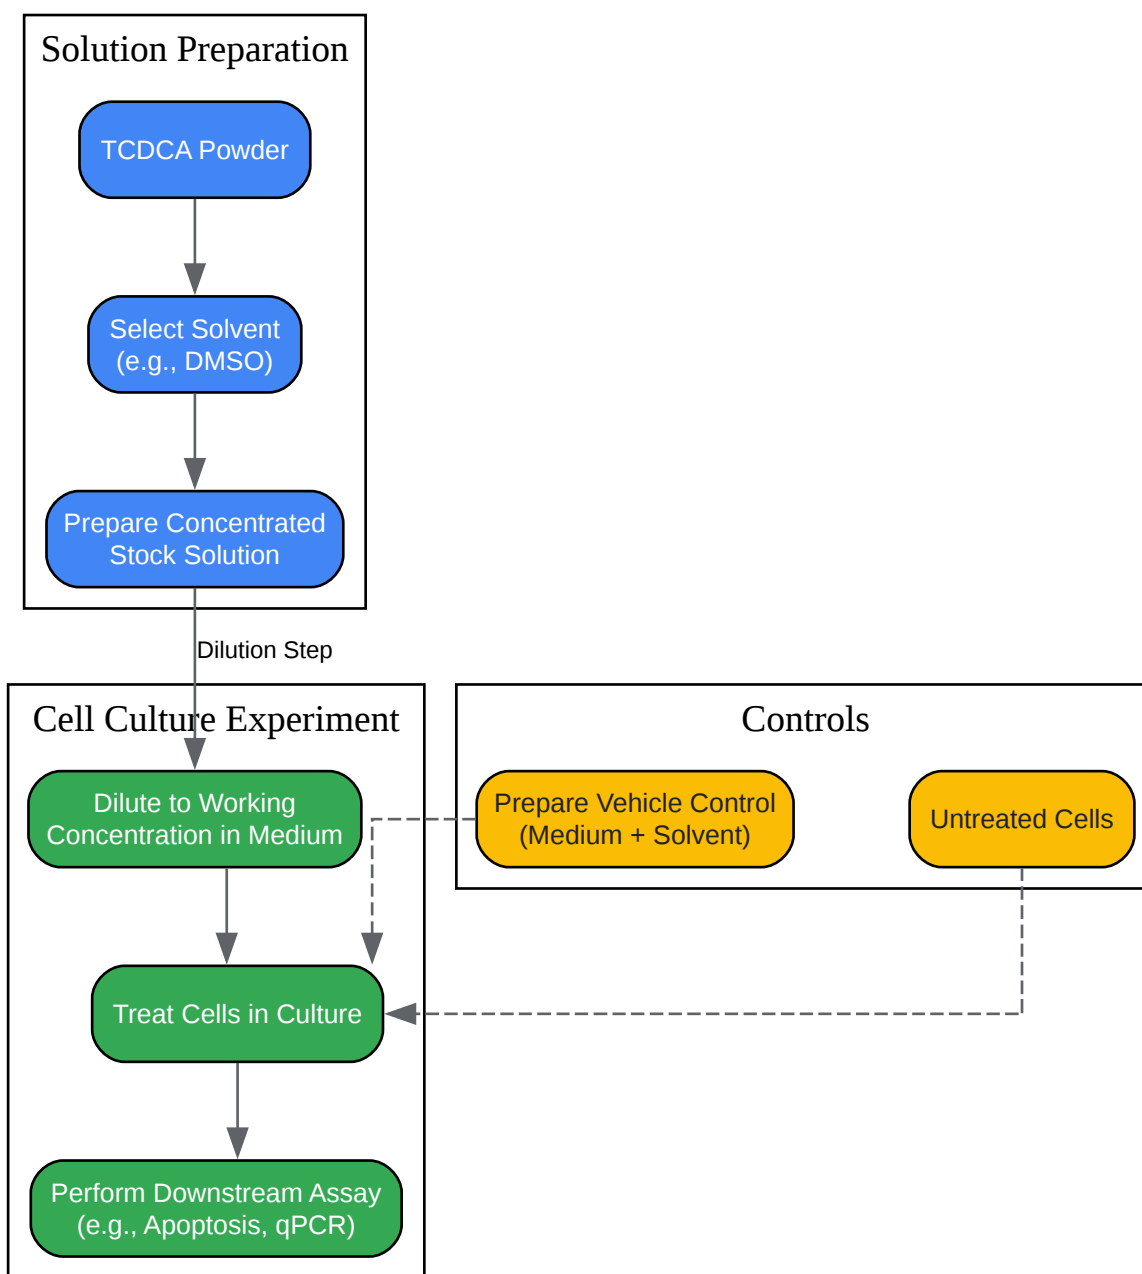 Solution Preparation
TCDCA Powder
Select Solvent
(e.g., DMSO)
Prepare Concentrated
Stock Solution
Dilution Step
Cell Culture Experiment
Dilute to Working
Concentration in Medium
Treat Cells in Culture
Perform Downstream Assay
(e.g., Apoptosis, qPCR)
Controls
Prepare Vehicle Control
(Medium + Solvent)
Untreated Cells